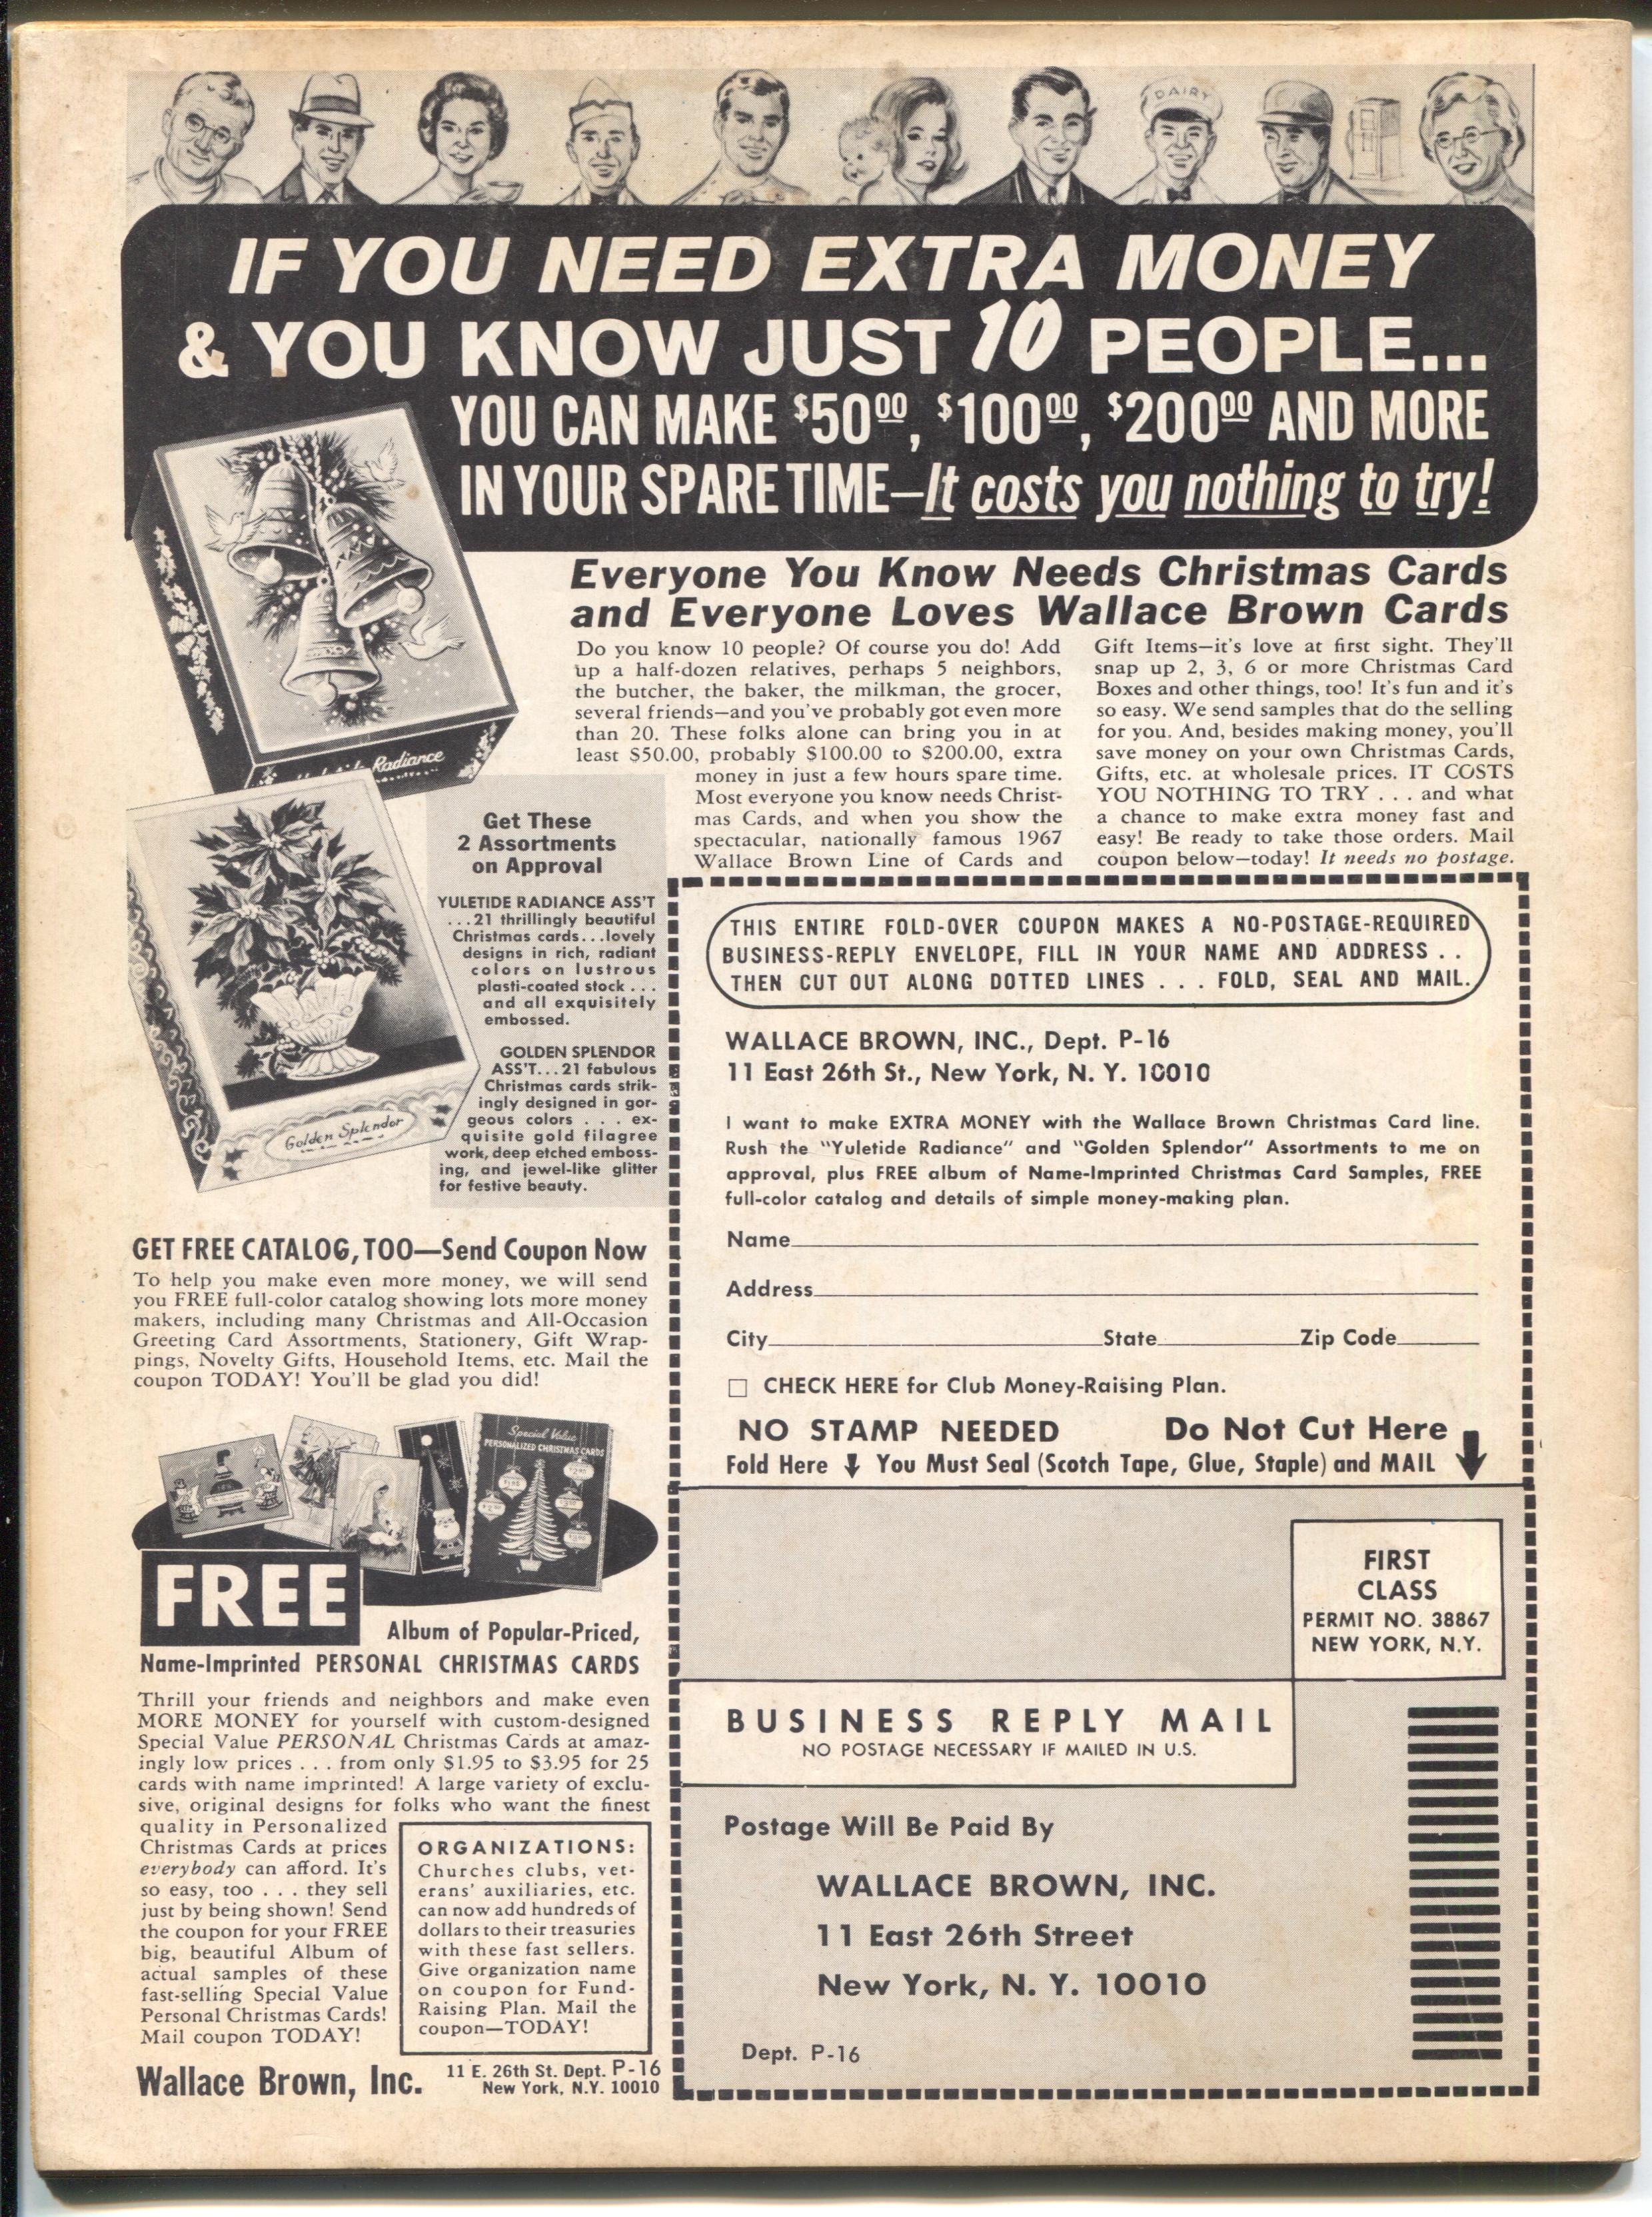 DAIRY
IF YOU NEED EXTRA MONEY
& YOU KNOW JUST 10 PEOPLE...
YOU CAN MAKE $50⁰⁰, $100⁰⁰, $200⁰⁰ AND MORE
IN YOUR SPARE TIME—It costs you nothing to try!
Radiance
Golden Splendor
Everyone You Know Needs Christmas Cards
and Everyone Loves Wallace Brown Cards
Do you know 10 people? Of course you do! Add
up a half-dozen relatives, perhaps 5 neighbors,
the butcher, the baker, the milkman, the grocer,
several friends—and you've probably got even more
than 20. These folks alone can bring you in at
least $50.00, probably $100.00 to $200.00, extra
money in just a few hours spare time.
Most everyone you know needs Christ-
mas Cards, and when you show the
spectacular, nationally famous 1967
Wallace Brown Line of Cards and
Gift Items—it's love at first sight. They'll
snap up 2, 3, 6 or more Christmas Card
Boxes and other things, too! It's fun and it's
so easy. We send samples that do the selling
for you. And, besides making money, you'll
save money on your own Christmas Cards,
Gifts, etc. at wholesale prices. IT COSTS
YOU NOTHING TO TRY . . . and what
a chance to make extra money fast and
easy! Be ready to take those orders. Mail
coupon below—today! It needs no postage.
Get These
2 Assortments
on Approval
YULETIDE RADIANCE ASS'T
...21 thrillingly beautiful
Christmas cards...lovely
designs in rich, radiant
colors on lustrous
plasti-coated stock...
and all exquisitely
embossed.
GOLDEN SPLENDOR
ASS'T...21 fabulous
Christmas cards strik-
ingly designed in gor-
geous colors . . . ex-
quisite gold filagree
work, deep etched emboss-
ing, and jewel-like glitter
for festive beauty.
GET FREE CATALOG, TOO—Send Coupon Now
To help you make even more money, we will send
you FREE full-color catalog showing lots more money
makers, including many Christmas and All-Occasion
Greeting Card Assortments, Stationery, Gift Wrap-
pings, Novelty Gifts, Household Items, etc. Mail the
coupon TODAY! You'll be glad you did!
Special Value
PERSONALIZED CHRISTMAS CARDS
FREE
Album of Popular-Priced,
Name-Imprinted PERSONAL CHRISTMAS CARDS
Thrill your friends and neighbors and make even
MORE MONEY for yourself with custom-designed
Special Value PERSONAL Christmas Cards at amaz-
ingly low prices . . . from only $1.95 to $3.95 for 25
cards with name imprinted! A large variety of exclu-
sive, original designs for folks who want the finest
quality in Personalized
Christmas Cards at prices
everybody can afford. It's
so easy, too . . . they sell
just by being shown! Send
the coupon for your FREE
big, beautiful Album of
actual samples of these
fast-selling Special Value
Personal Christmas Cards!
Mail coupon TODAY!
ORGANIZATIONS:
Churches clubs, vet-
erans' auxiliaries, etc.
can now add hundreds of
dollars to their treasuries
with these fast sellers.
Give organization name
on coupon for Fund-
Raising Plan. Mail the
coupon—TODAY!
Wallace Brown, Inc.
11 E. 26th St. Dept. P-16
New York, N.Y. 10010
THIS ENTIRE FOLD-OVER COUPON MAKES A NO-POSTAGE-REQUIRED
BUSINESS-REPLY ENVELOPE, FILL IN YOUR NAME AND ADDRESS . .
THEN CUT OUT ALONG DOTTED LINES . . . FOLD, SEAL AND MAIL.
WALLACE BROWN, INC., Dept. P-16
11 East 26th St., New York, N. Y. 10010
I want to make EXTRA MONEY with the Wallace Brown Christmas Card line.
Rush the "Yuletide Radiance" and "Golden Splendor" Assortments to me on
approval, plus FREE album of Name-Imprinted Christmas Card Samples, FREE
full-color catalog and details of simple money-making plan.
Name
Address
City State Zip Code
☐ CHECK HERE for Club Money-Raising Plan.
NO STAMP NEEDED Do Not Cut Here
Fold Here ↓ You Must Seal (Scotch Tape, Glue, Staple) and MAIL ↓
FIRST
CLASS
PERMIT NO. 38867
NEW YORK, N.Y.
BUSINESS REPLY MAIL
NO POSTAGE NECESSARY IF MAILED IN U.S.
Postage Will Be Paid By
WALLACE BROWN, INC.
11 East 26th Street
New York, N. Y. 10010
Dept. P-16